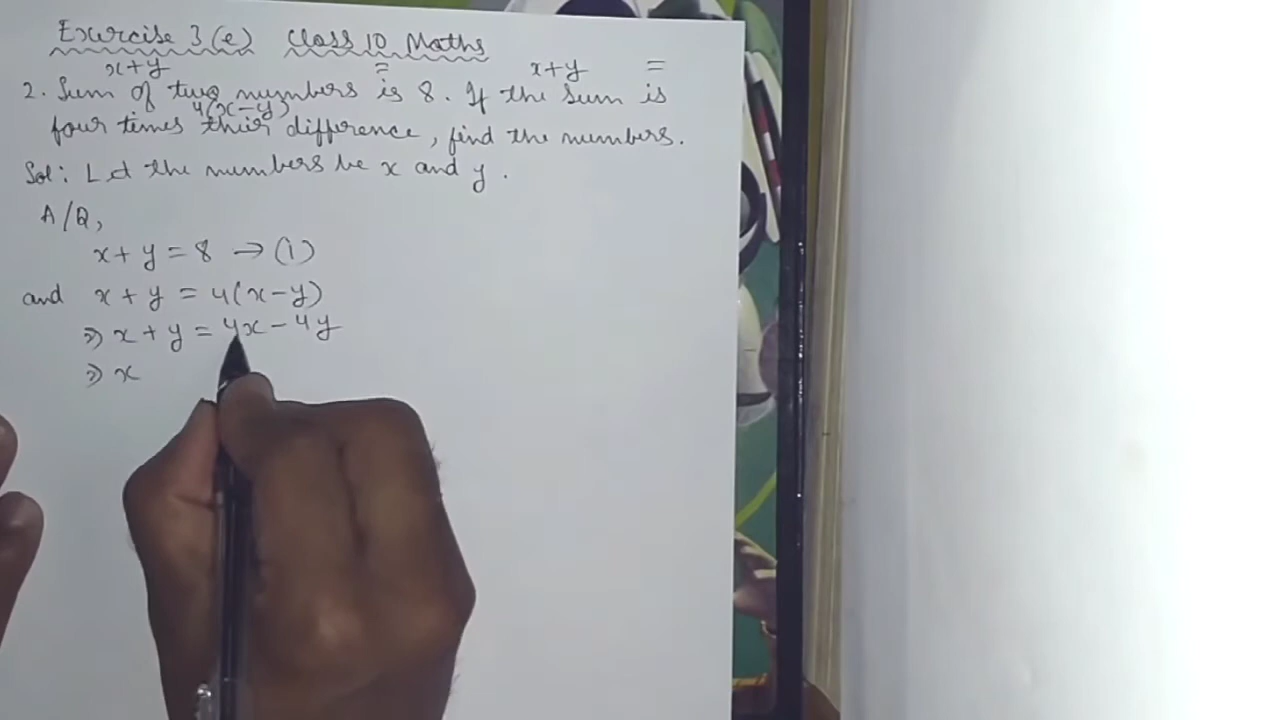 Exercise 3(e) Class 10 Maths
x+y = x+y =
2. Sum of two numbers is 8. If the sum is
4(x-y)
four times thier difference, find the numbers.
Sol: Let the numbers be x and y.
A/Q,
x+y=8 → (1)
and x+y = 4(x-y)
⇒ x+y = 4x-4y
⇒ x